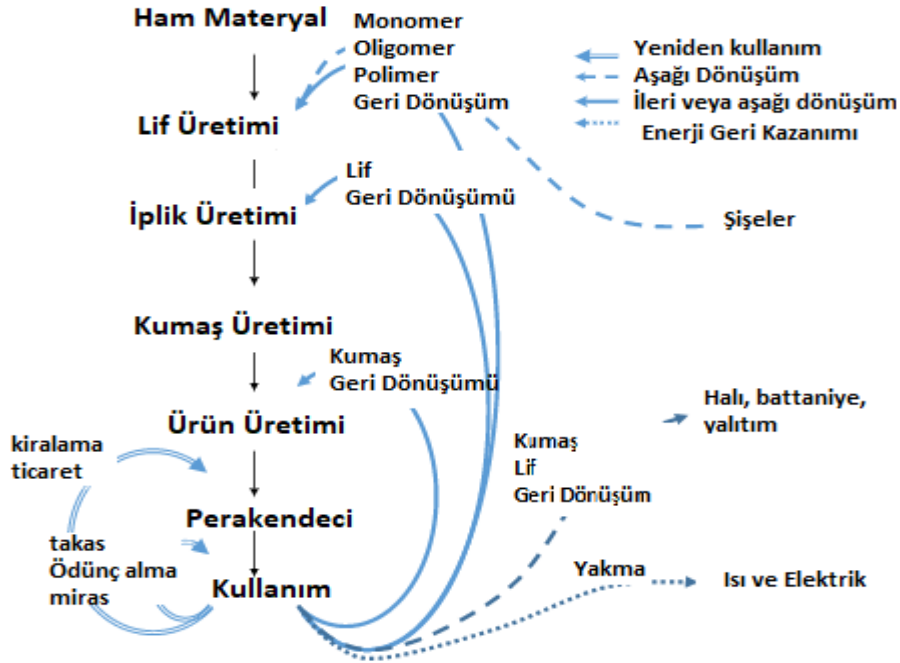 Ham Materyal
Monomer
Oligomer
Polimer
Geri Dönüşüm
Yeniden kullanım
Aşağı Dönüşüm
İleri veya aşağı dönüşüm
Enerji Geri Kazanımı
Lif Üretimi
Lif
Geri Dönüşümü
İplik Üretimi
Şişeler
Kumaş Üretimi
Kumaş
Geri Dönüşümü
Halı, battaniye,
yalıtım
Ürün Üretimi
kiralama
ticaret
Kumaş
Lif
Geri Dönüşüm
Perakendeci
takas
Ödünç alma
miras
Kullanım
Yakma
Isı ve Elektrik